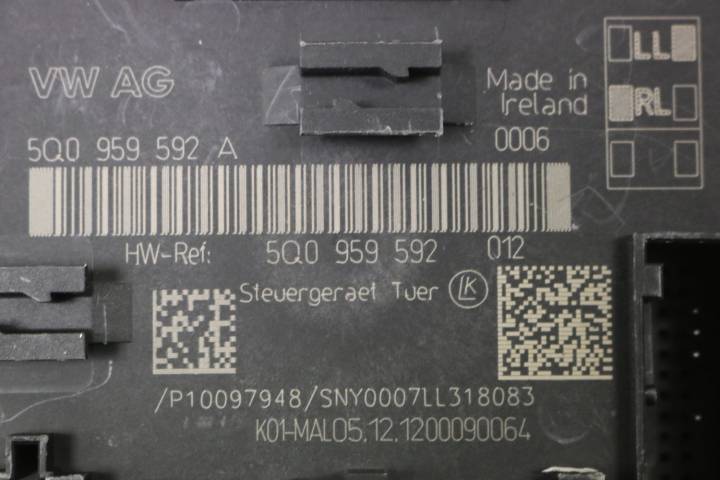 VW AG
Made in
Ireland
LL
RL
5Q0 959 592 A
0006
HW-Ref: 5Q0 959 592 012
Steuergeraet Tuer LK
/P10097948/SNY0007LL318083
K01-MAL05.12.1200090064